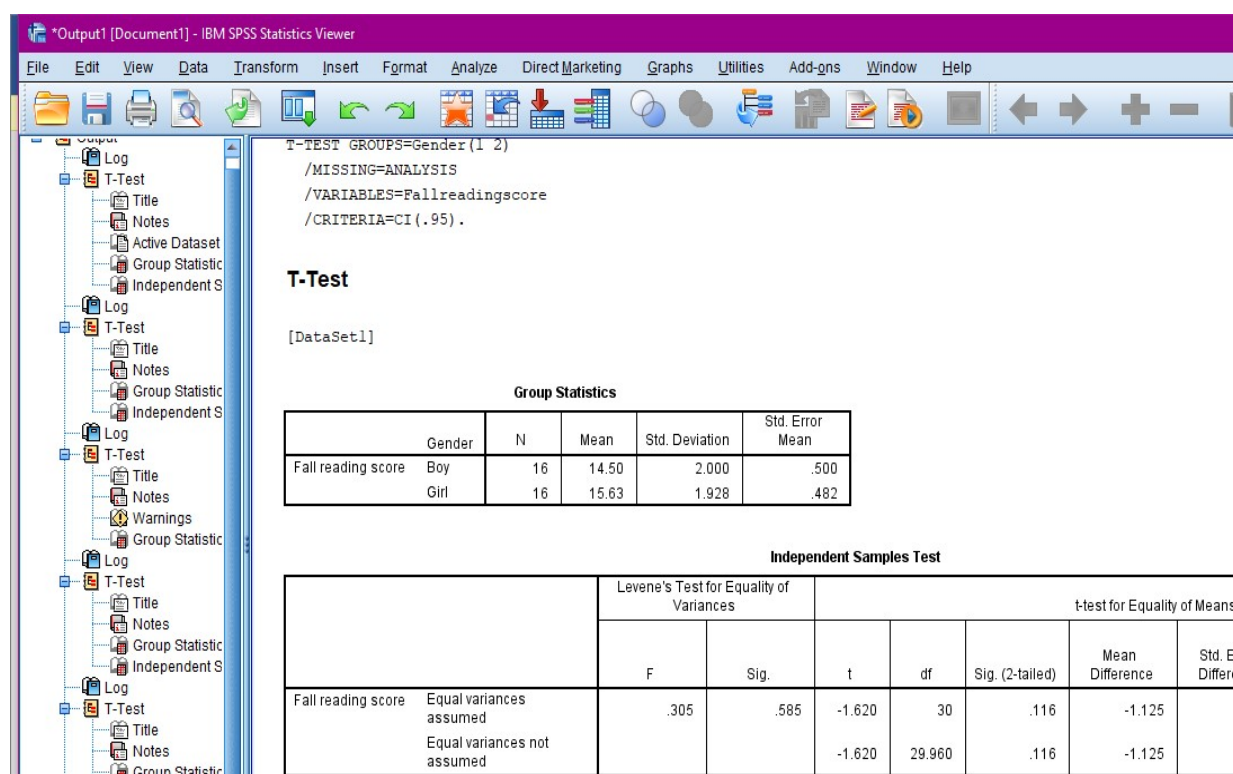 *Output1 [Document1] - IBM SPSS Statistics Viewer
File Edit View Data Transform Insert Format Analyze Direct Marketing Graphs Utilities Add-ons Window Help
Output
Log
T-Test
Title
Notes
Active Dataset
Group Statistic
Independent S
Log
T-Test
Title
Notes
Group Statistic
Independent S
Log
T-Test
Title
Notes
Warnings
Group Statistic
Log
T-Test
Title
Notes
Group Statistic
Independent S
Log
T-Test
Title
Notes
Group Statistic
T-TEST GROUPS=Gender(1 2)
/MISSING=ANALYSIS
/VARIABLES=Fallreadingscore
/CRITERIA=CI(.95).
T-Test
[DataSet1]
Group Statistics
Gender N Mean Std. Deviation Std. Error Mean
Fall reading score Boy 16 14.50 2.000 .500
Girl 16 15.63 1.928 .482
Independent Samples Test
Levene's Test for Equality of Variances t-test for Equality of Means
F Sig. t df Sig. (2-tailed) Mean Difference Std. E Differ
Fall reading score Equal variances assumed .305 .585 -1.620 30 .116 -1.125
Equal variances not assumed -1.620 29.960 .116 -1.125